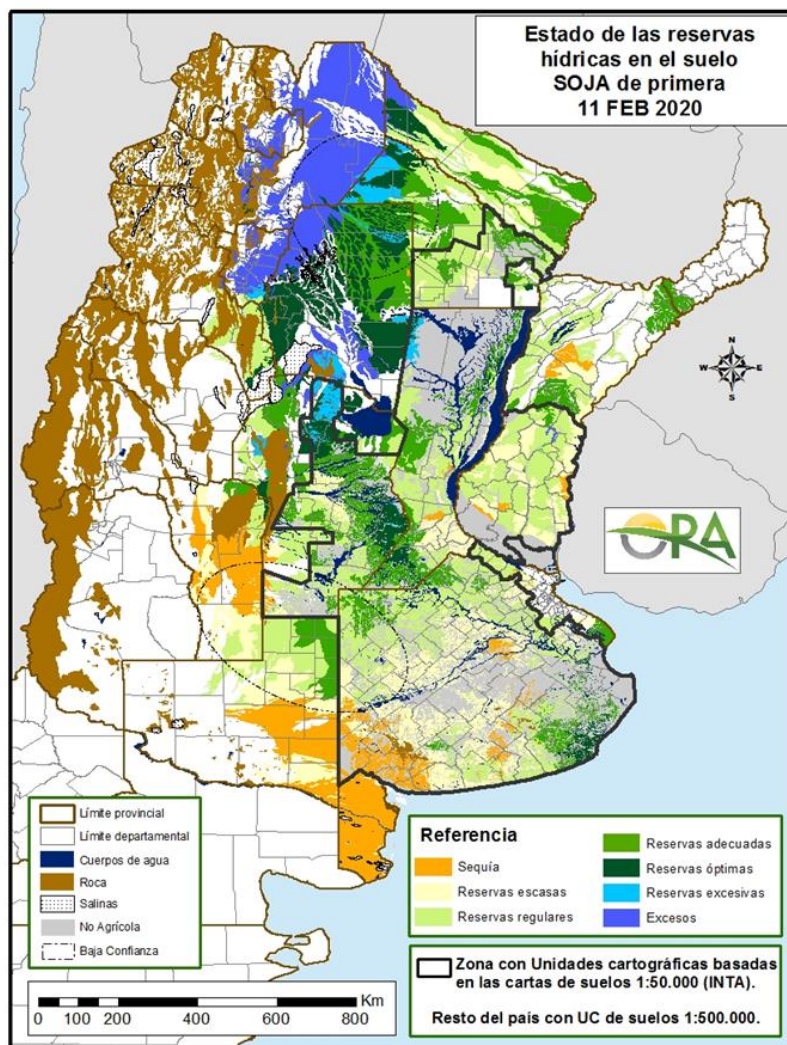 Estado de las reservas
hídricas en el suelo
SOJA de primera
11 FEB 2020
N
W
E
S
ORA
Límite provincial
Límite departamental
Cuerpos de agua
Roca
Salinas
No Agrícola
Baja Confianza
Referencia
Sequía
Reservas escasas
Reservas regulares
Reservas adecuadas
Reservas óptimas
Reservas excesivas
Excesos
Zona con Unidades cartográficas basadas
en las cartas de suelos 1:50.000 (INTA).
Resto del país con UC de suelos 1:500.000.
Km
0 100 200 400 600 800